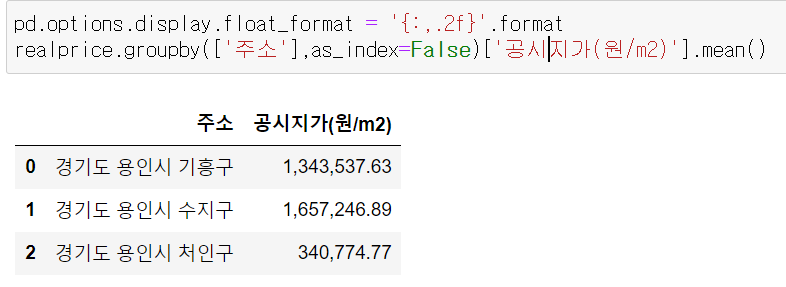 pd.options.display.float_format = '{:,.2f}'.format
realprice.groupby(['주소'],as_index=False)['공시지가(원/m2)'].mean()
주소 공시지가(원/m2)
0 경기도 용인시 기흥구 1,343,537.63
1 경기도 용인시 수지구 1,657,246.89
2 경기도 용인시 처인구 340,774.77